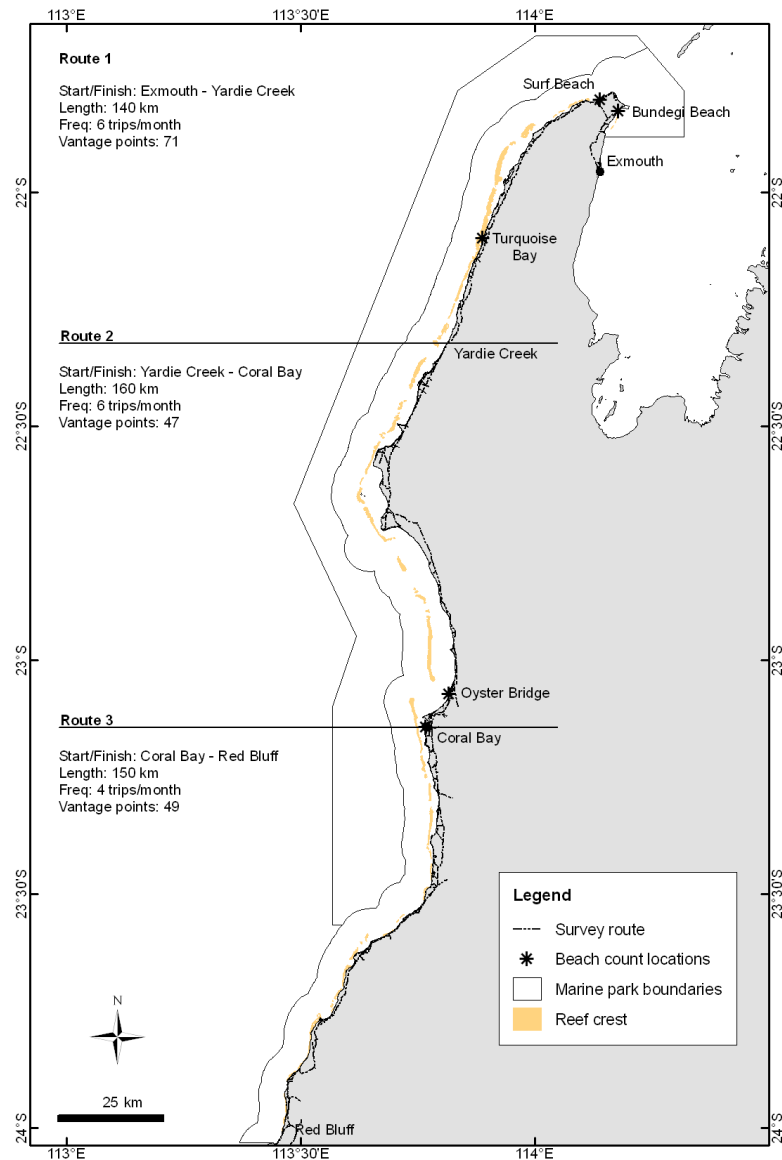 113°E
113°30'E
114°E
Route 1
Start/Finish: Exmouth - Yardie Creek
Length: 140 km
Freq: 6 trips/month
Vantage points: 71
Surf Beach
Bundegi Beach
Exmouth
22°S
22°S
Turquoise
Bay
Route 2
Yardie Creek
Start/Finish: Yardie Creek - Coral Bay
Length: 160 km
Freq: 6 trips/month
Vantage points: 47
22°30'S
22°30'S
23°S
23°S
Oyster Bridge
Route 3
Coral Bay
Start/Finish: Coral Bay - Red Bluff
Length: 150 km
Freq: 4 trips/month
Vantage points: 49
23°30'S
23°30'S
Legend
Survey route
Beach count locations
Marine park boundaries
Reef crest
N
25 km
Red Bluff
24°S
24°S
113°E
113°30'E
114°E